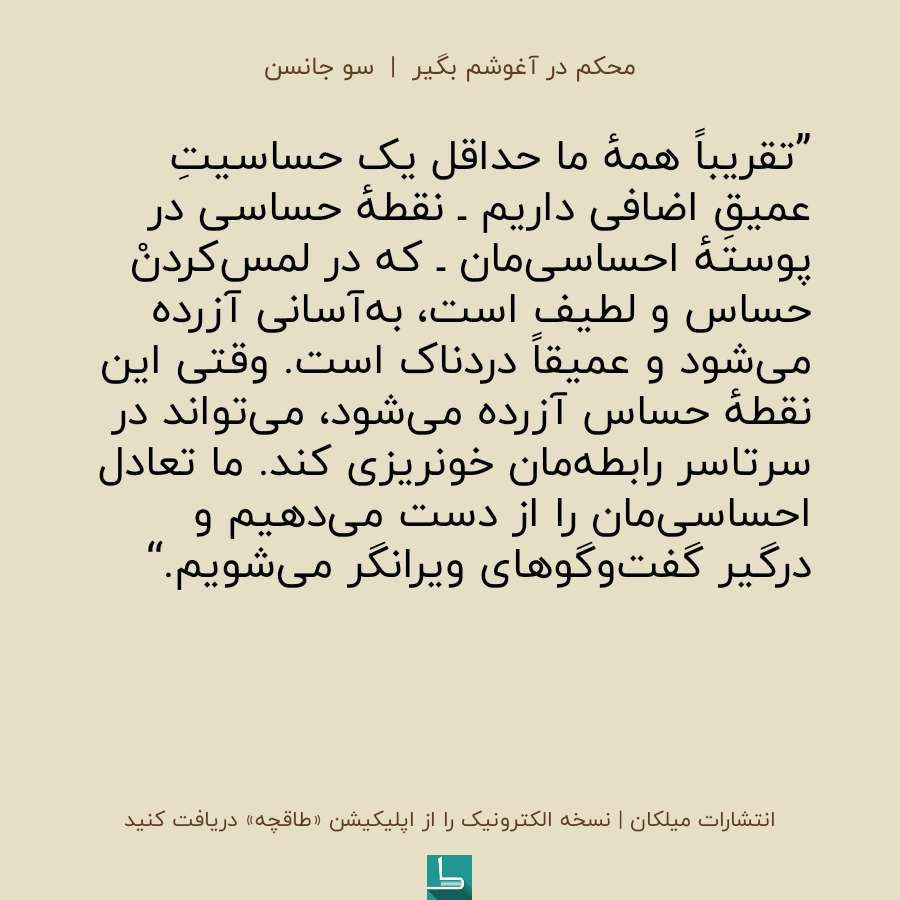 محکم در آغوشم بگیر | سو جانسن
”تقریباً همهٔ ما حداقل یک حساسیتِ
عمیقِ اضافی داریم ـ نقطهٔ حساسی در
پوستهٔ احساسی‌مان ـ که در لمس‌کردنْ
حساس و لطیف است، به‌آسانی آزرده
می‌شود و عمیقاً دردناک است. وقتی این
نقطهٔ حساس آزرده می‌شود، می‌تواند در
سرتاسر رابطه‌مان خونریزی کند. ما تعادل
احساسی‌مان را از دست می‌دهیم و
درگیر گفت‌وگوهای ویرانگر می‌شویم.“
انتشارات میلکان | نسخه الکترونیک را از اپلیکیشن «طاقچه» دریافت کنید